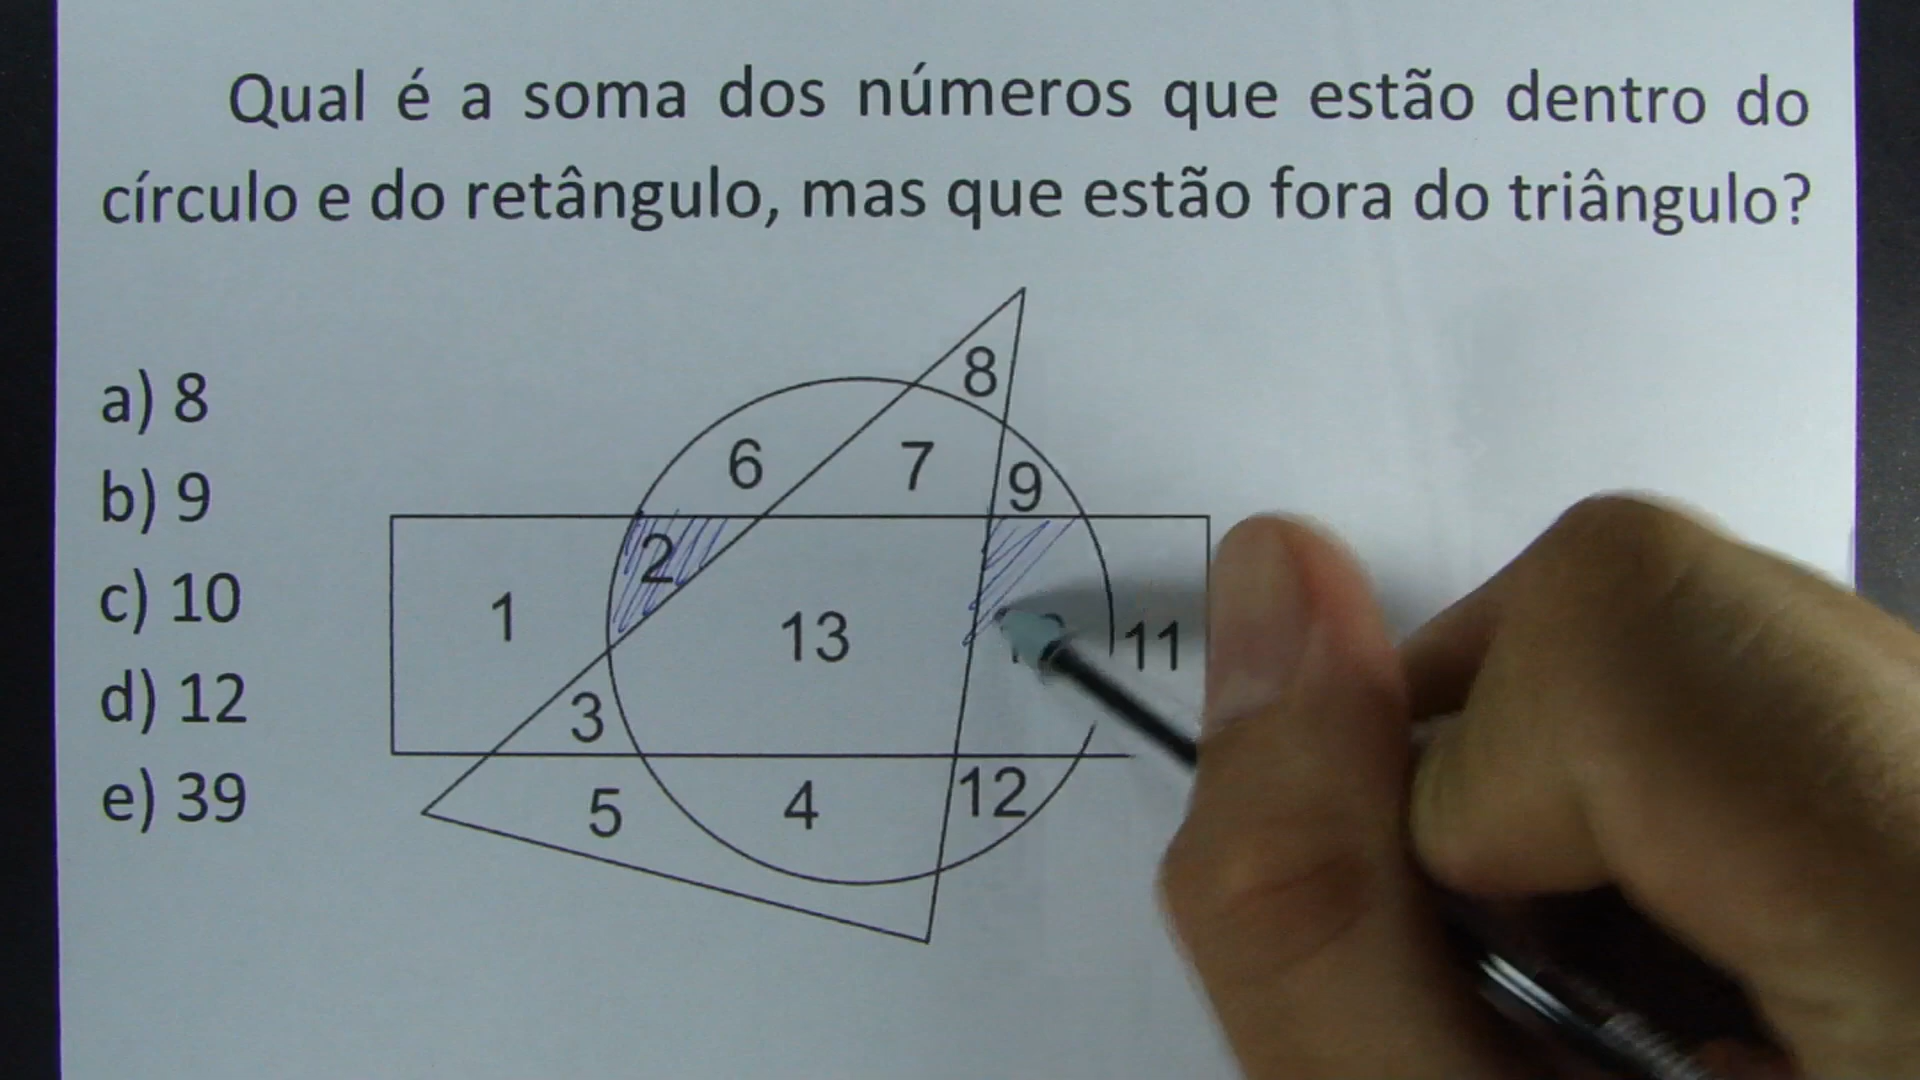 Qual é a soma dos números que estão dentro do
círculo e do retângulo, mas que estão fora do triângulo?
a) 8
b) 9
c) 10
d) 12
e) 39
8
6 7 9
2
1 13 11
3
5 4 12